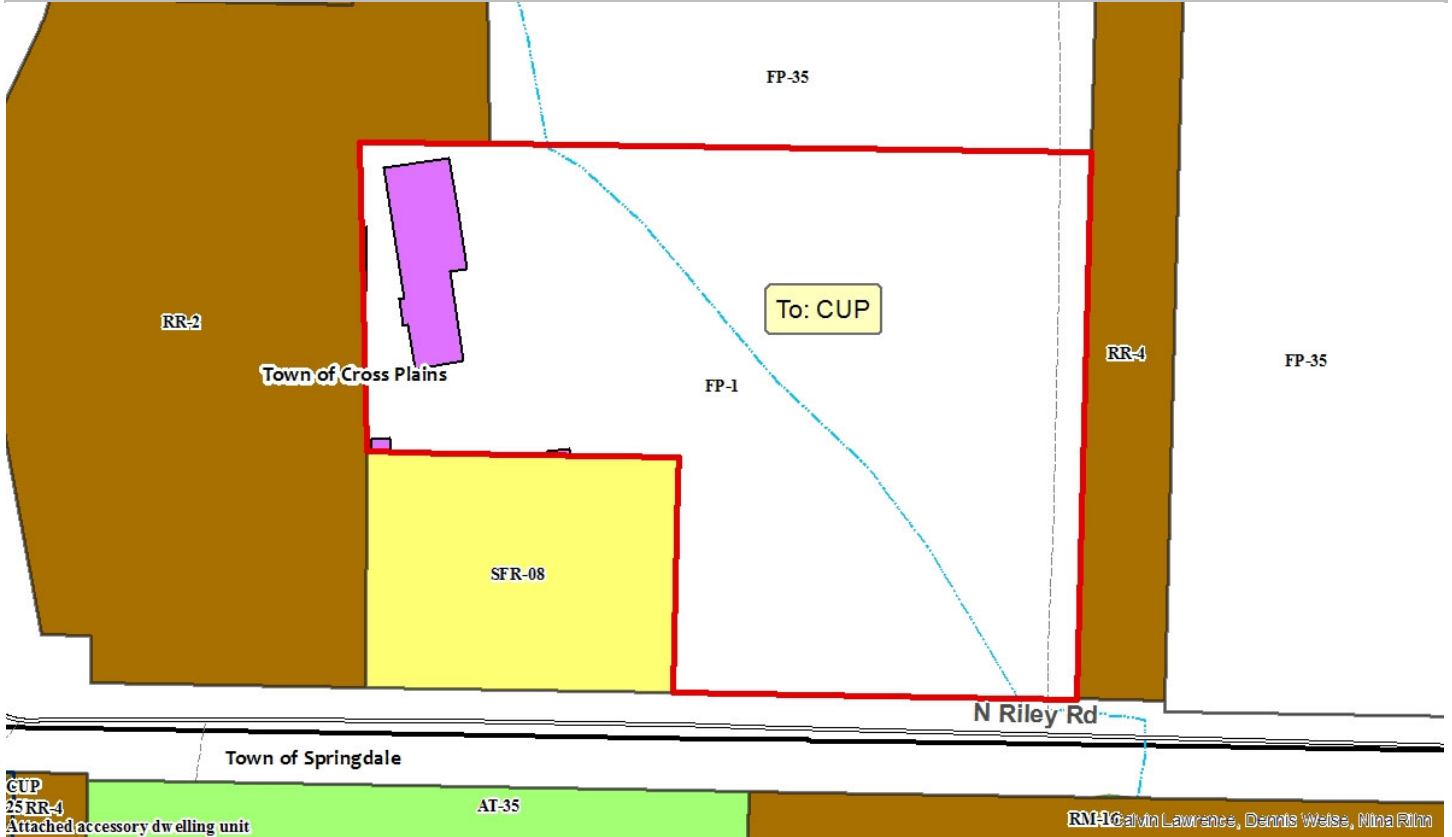 FP-35
To: CUP
RR-2
RR-4
FP-35
Town of Cross Plains
FP-1
SFR-08
N Riley Rd
Town of Springdale
CUP
25 RR-4
Attached accessory dwelling unit
AT-35
RM-16
Calvin Lawrence, Dennis Weise, Nina Rihn